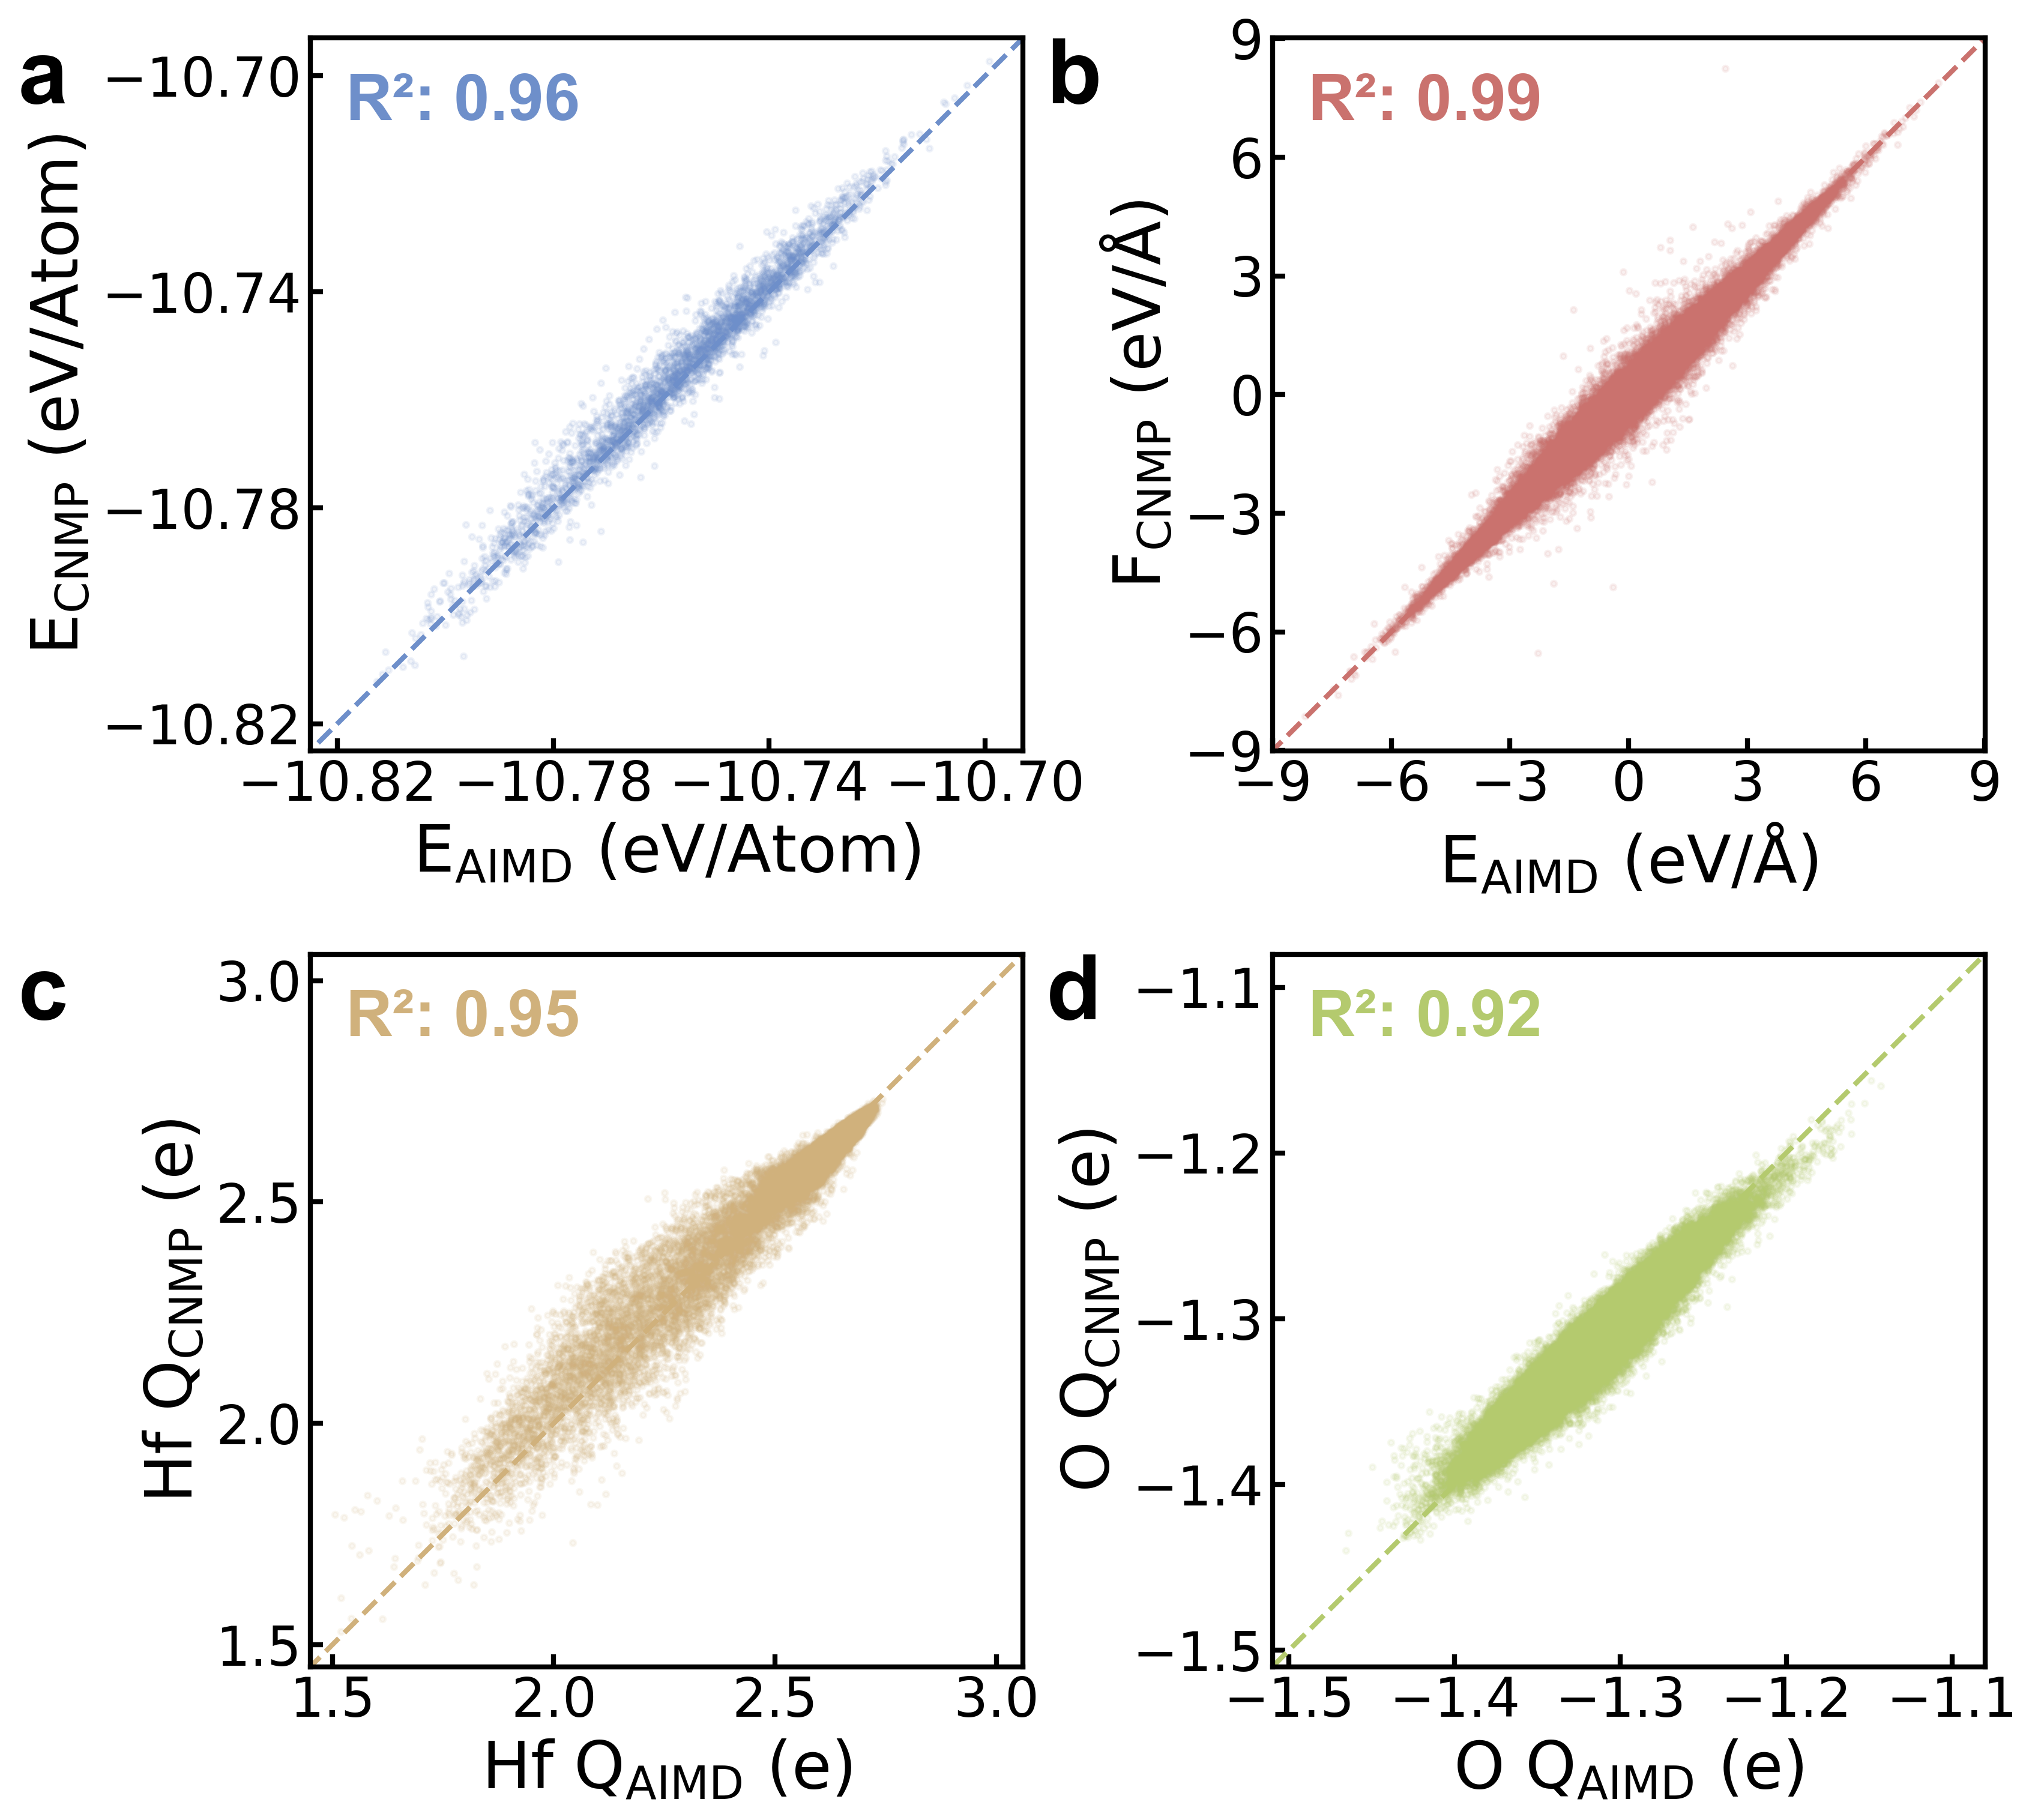 a
R²: 0.96
E_CNMP (eV/Atom)
−10.70
−10.74
−10.78
−10.82
−10.82 −10.78 −10.74 −10.70
E_AIMD (eV/Atom)
b
R²: 0.99
F_CNMP (eV/Å)
9
6
3
0
−3
−6
−9
−9 −6 −3 0 3 6 9
E_AIMD (eV/Å)
c
R²: 0.95
Hf Q_CNMP (e)
3.0
2.5
2.0
1.5
1.5 2.0 2.5 3.0
Hf Q_AIMD (e)
d
R²: 0.92
O Q_CNMP (e)
−1.1
−1.2
−1.3
−1.4
−1.5
−1.5 −1.4 −1.3 −1.2 −1.1
O Q_AIMD (e)